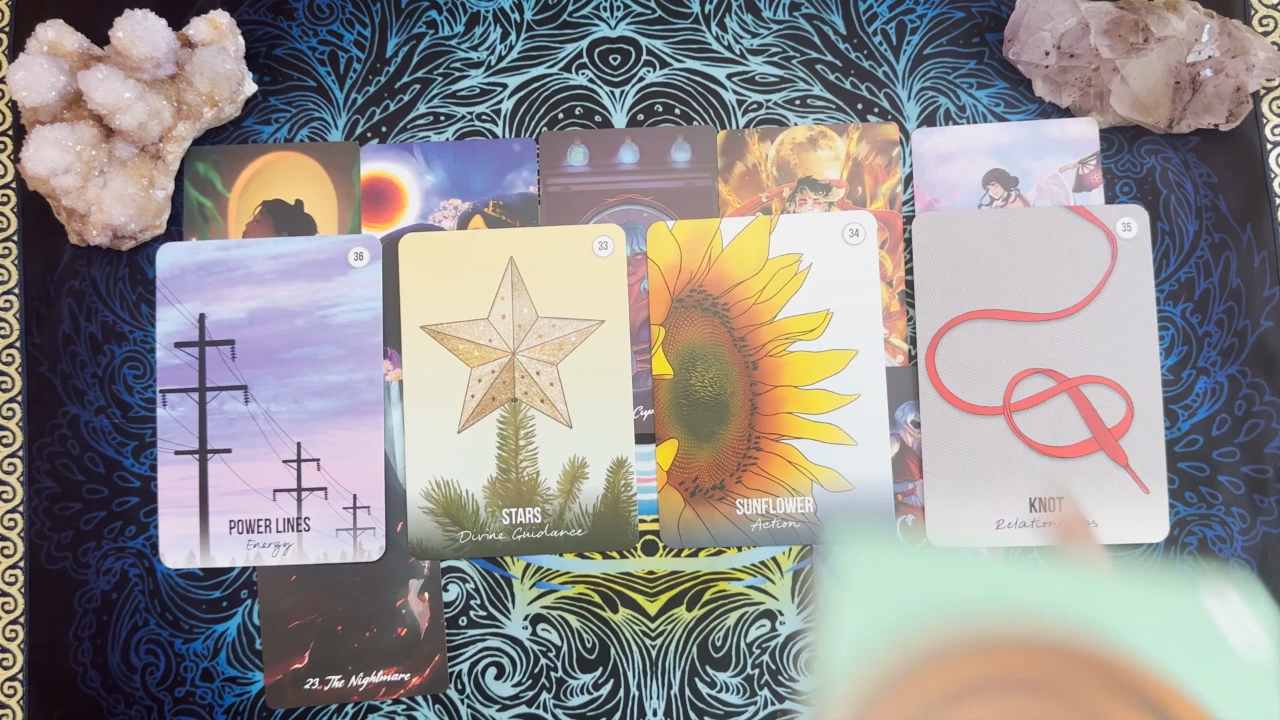 36
POWER LINES
Energy
33
STARS
Divine Guidance
34
SUNFLOWER
Action
35
KNOT
23. The Nightmare